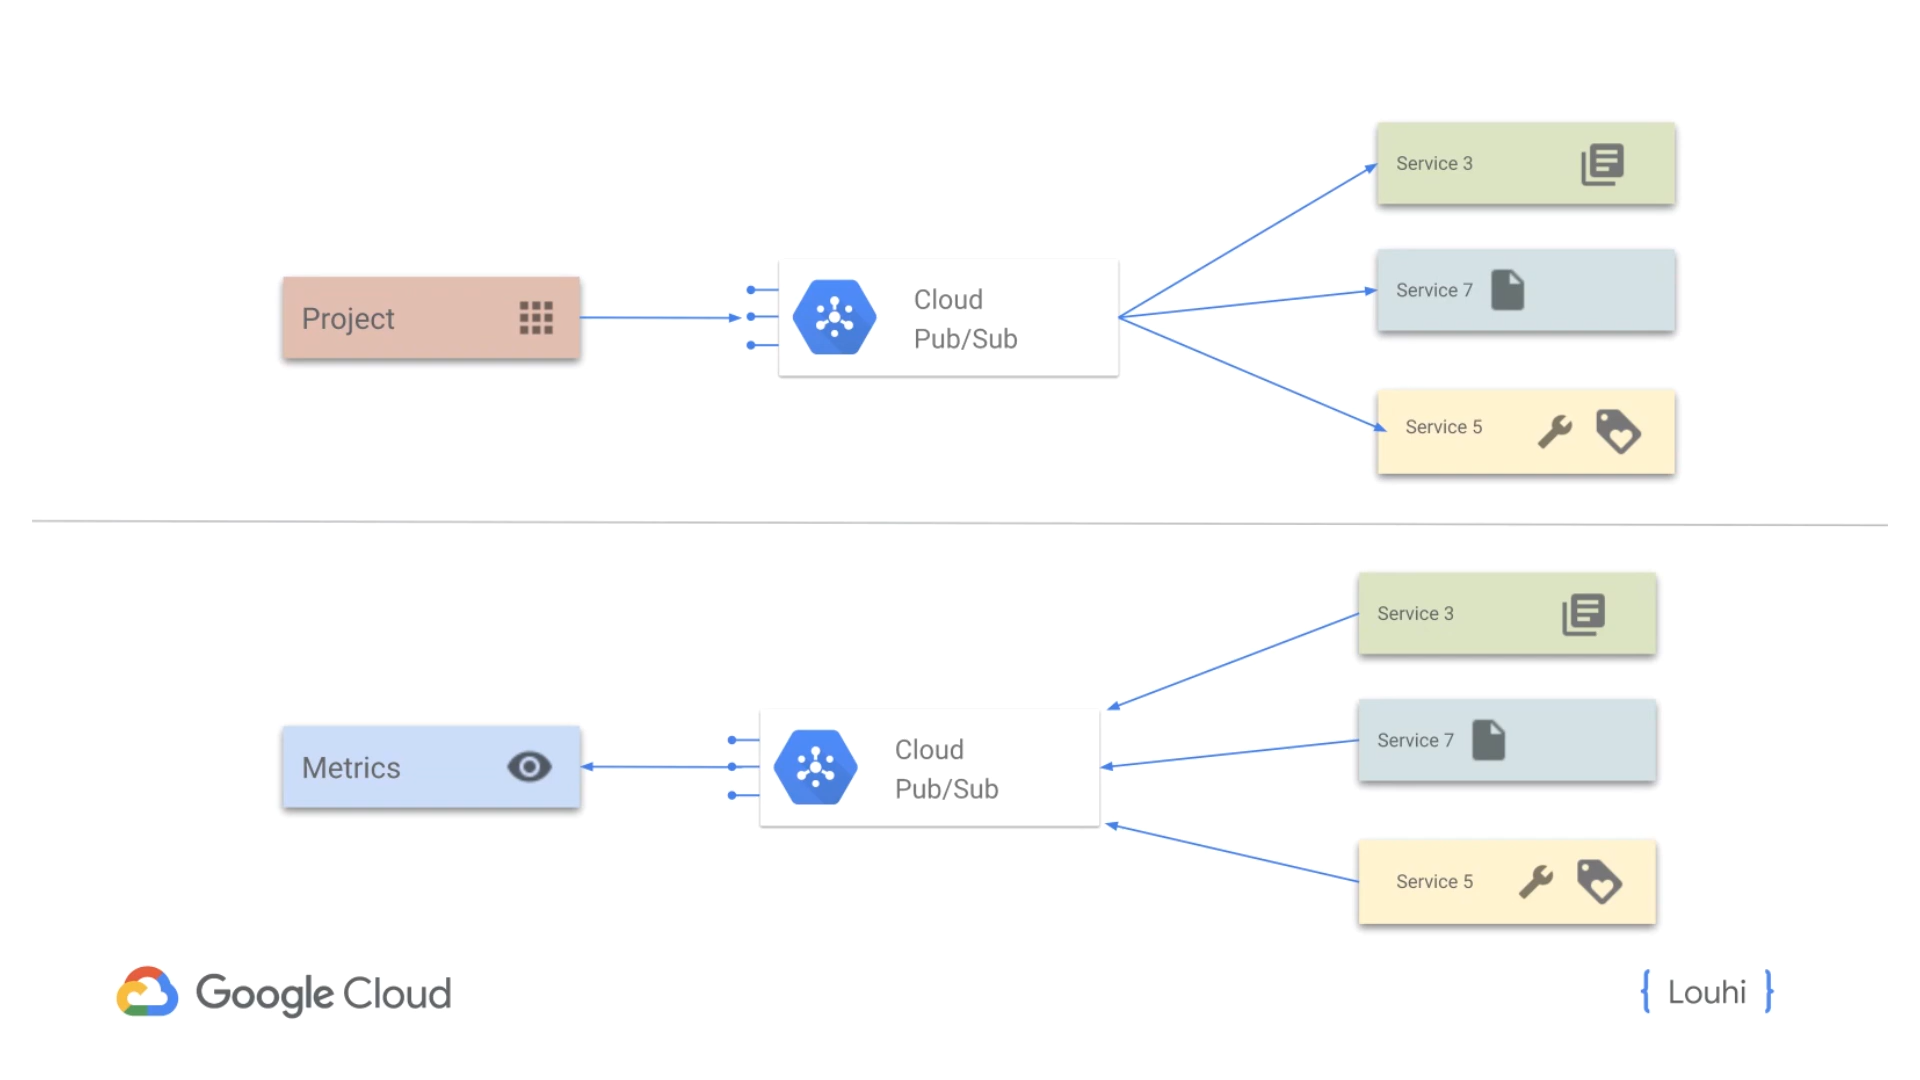 Service 3
Service 7
Project
Cloud
Pub/Sub
Service 5
Service 3
Service 7
Metrics
Cloud
Pub/Sub
Service 5
Google Cloud
{ Louhi }